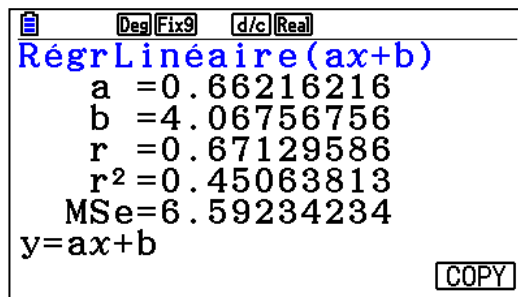 Deg Fix9 d/c Real
RégrLinéaire(ax+b)
a =0.66216216
b =4.06756756
r =0.67129586
r²=0.45063813
MSe=6.59234234
y=ax+b
COPY